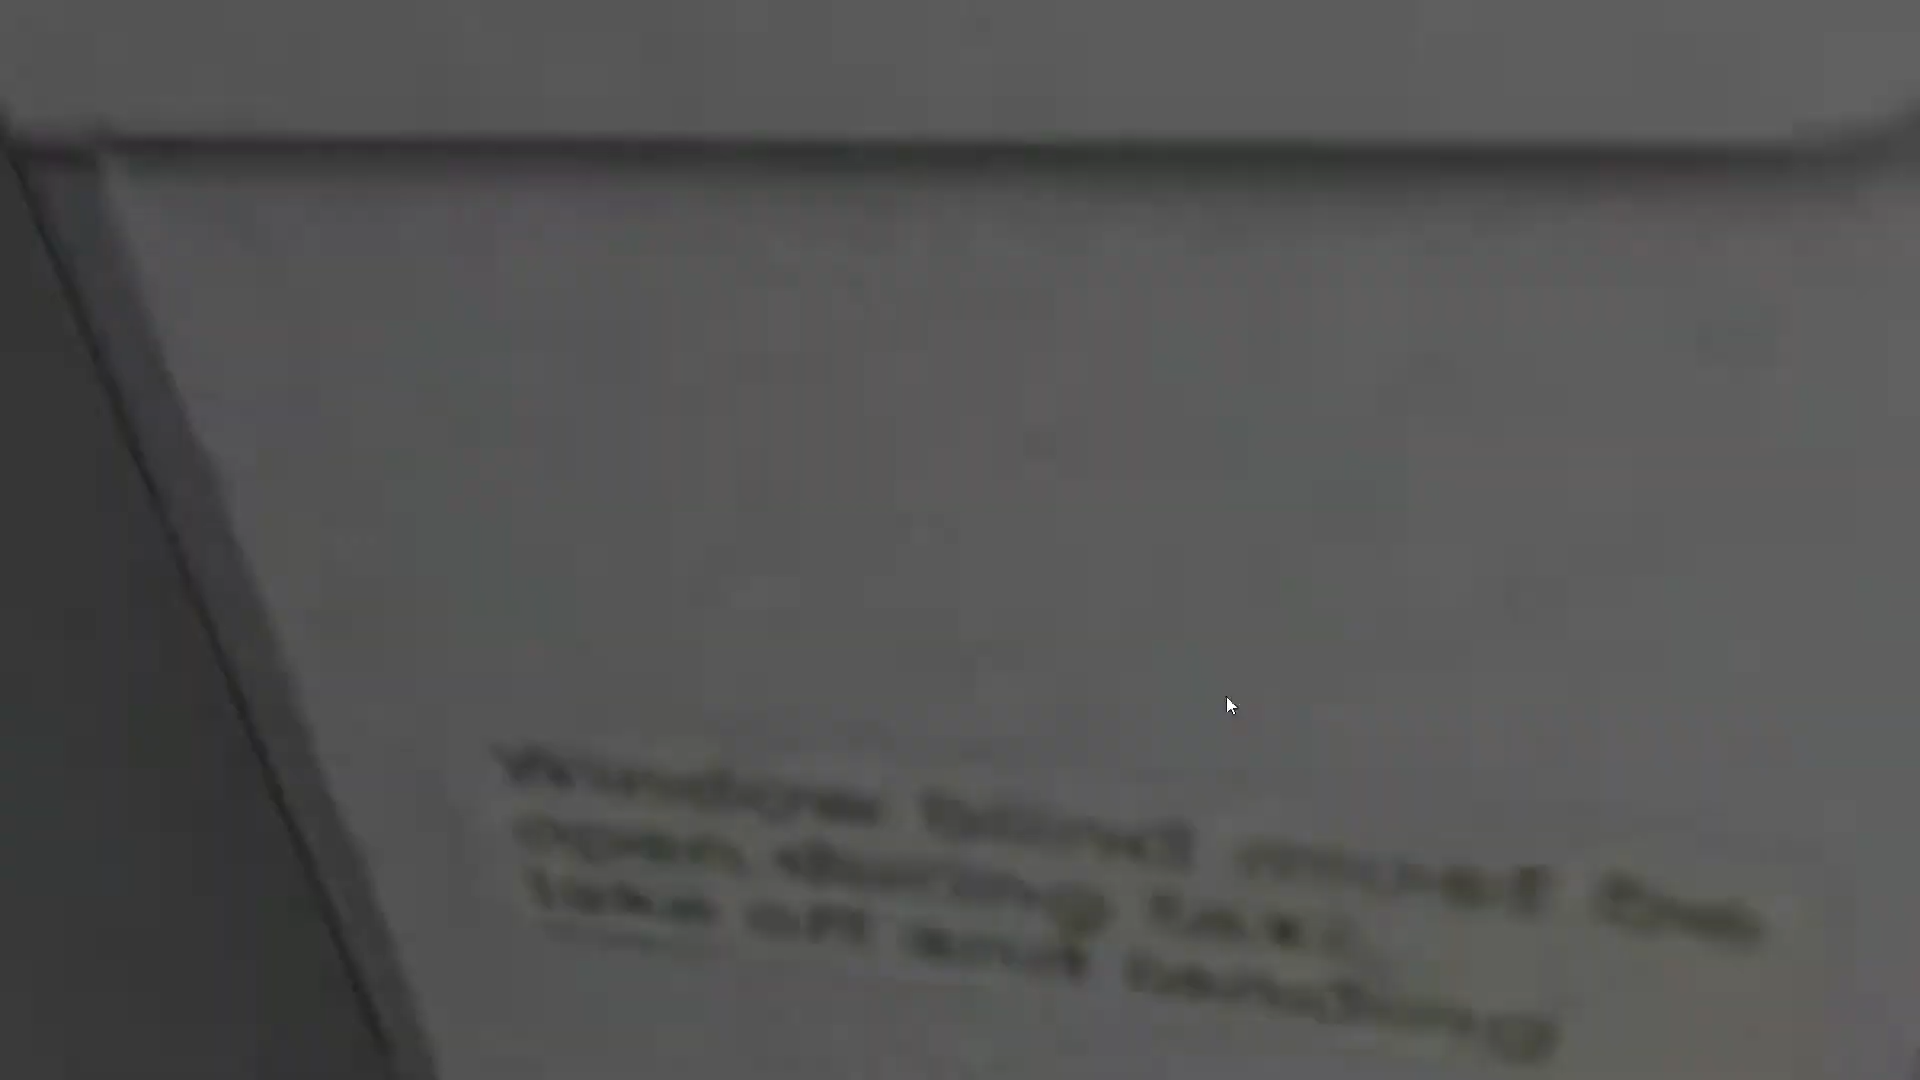 Window blind must be
open during taxi,
take off and landing